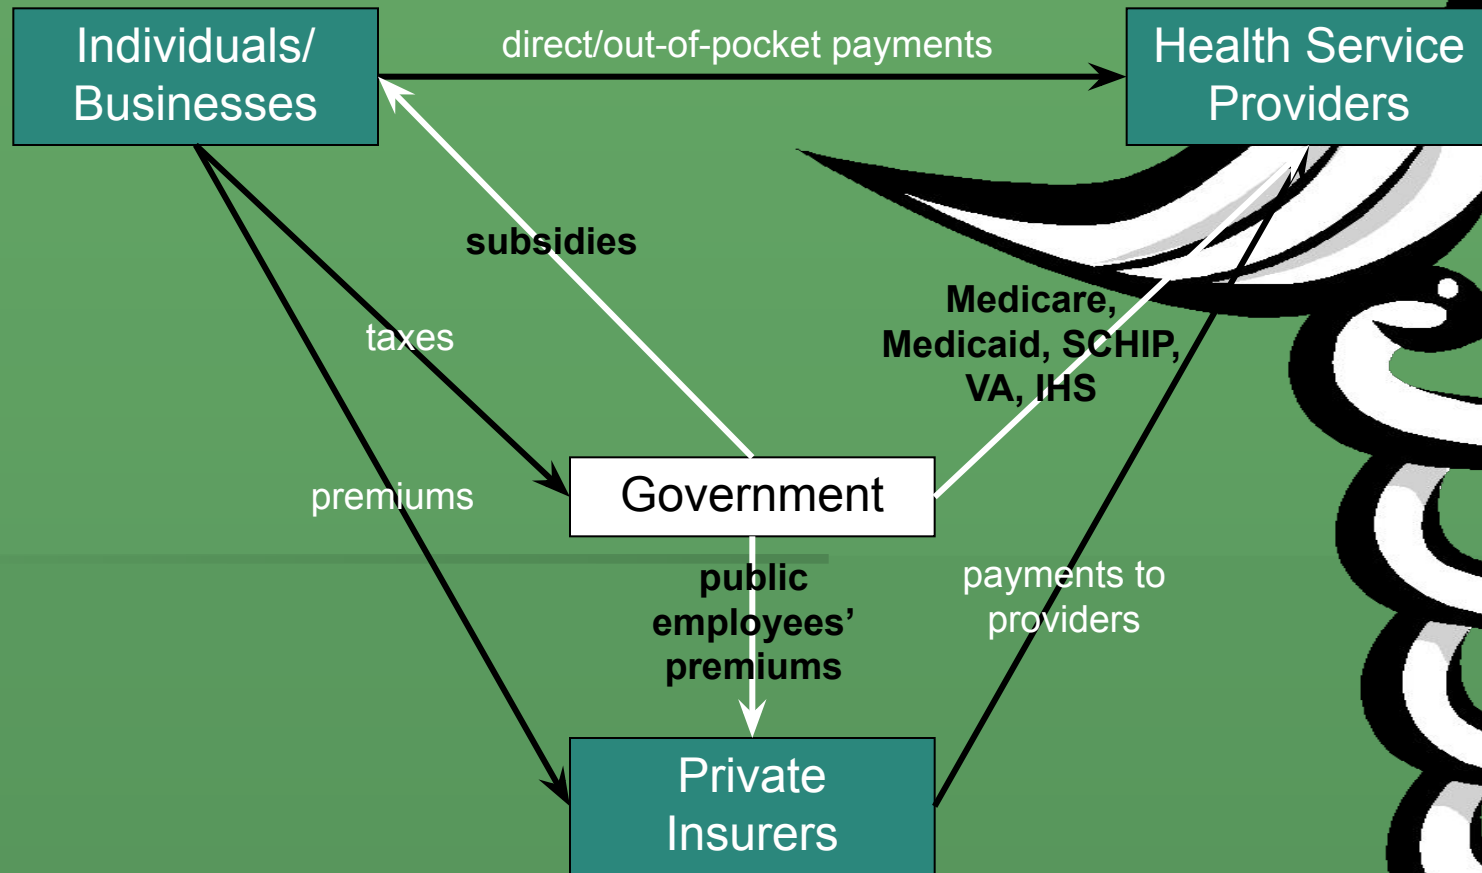 Individuals/
Businesses
direct/out-of-pocket payments
Health Service
Providers
subsidies
taxes
Medicare,
Medicaid, SCHIP,
VA, IHS
premiums
Government
public
employees’
premiums
payments to
providers
Private
Insurers